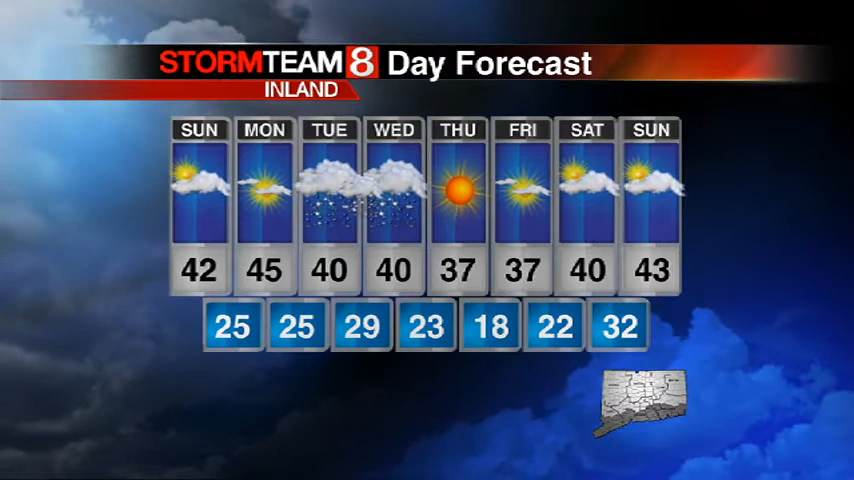 STORMTEAM 8 Day Forecast
INLAND
SUN MON TUE WED THU FRI SAT SUN
42 45 40 40 37 37 40 43
25 25 29 23 18 22 32